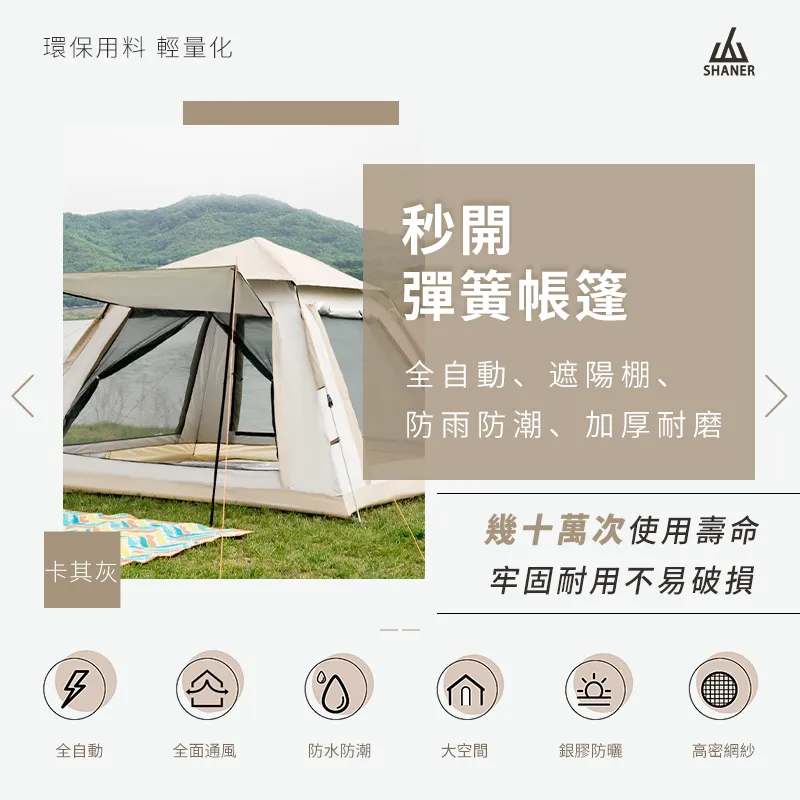 環保用料 輕量化
SHANER
秒開
彈簧帳篷
全自動、遮陽棚、
防雨防潮、加厚耐磨
幾十萬次使用壽命
牢固耐用不易破損
卡其灰
全自動
全面通風
防水防潮
大空間
銀膠防曬
高密網紗